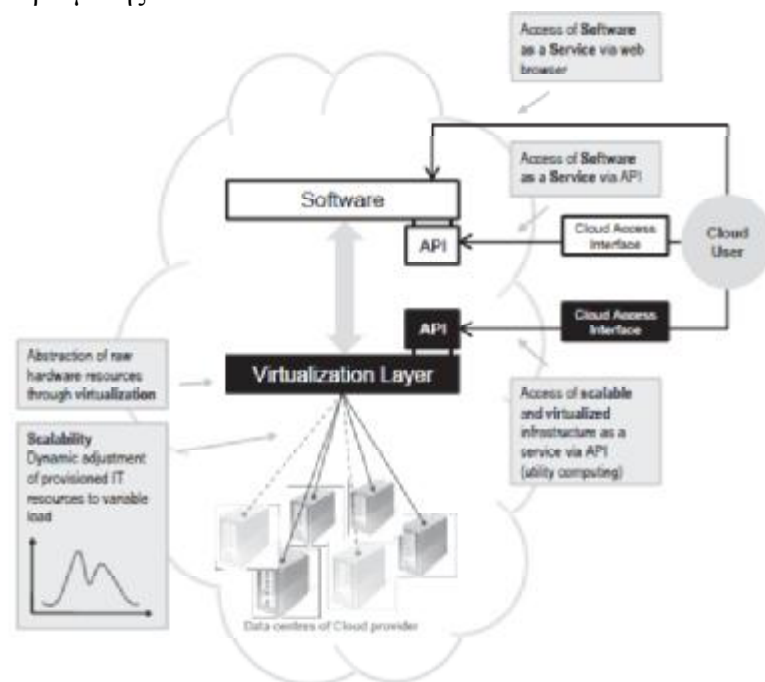 Access of Software
as a Service via web
browser
Access of Software
as a Service via API
Software
API
Cloud Access
Interface
Cloud
User
API
Cloud Access
Interface
Abstraction of raw
hardware resources
through virtualization
Virtualization Layer
Access of scalable
and virtualized
infrastructure as a
service via API
(utility computing)
Scalability
Dynamic adjustment
of provisioned IT
resources to variable
load
Data centres of Cloud provider